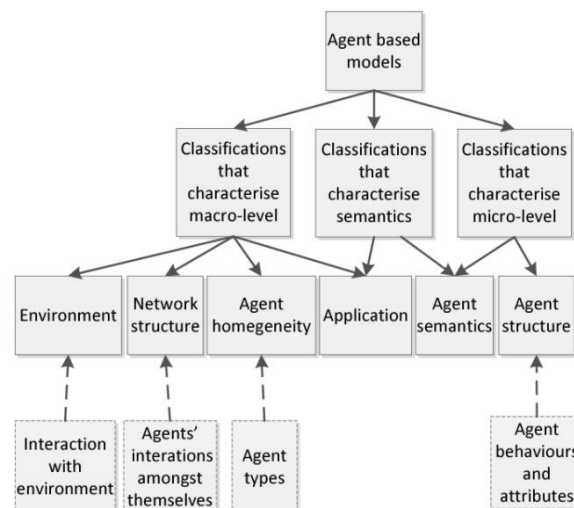 Agent based
models
Classifications
that
characterise
macro-level
Classifications
that
characterise
semantics
Classifications
that
characterise
micro-level
Environment
Network
structure
Agent
homegeneity
Application
Agent
semantics
Agent
structure
Interaction
with
environment
Agents'
interations
amongst
themselves
Agent
types
Agent
behaviours
and
attributes